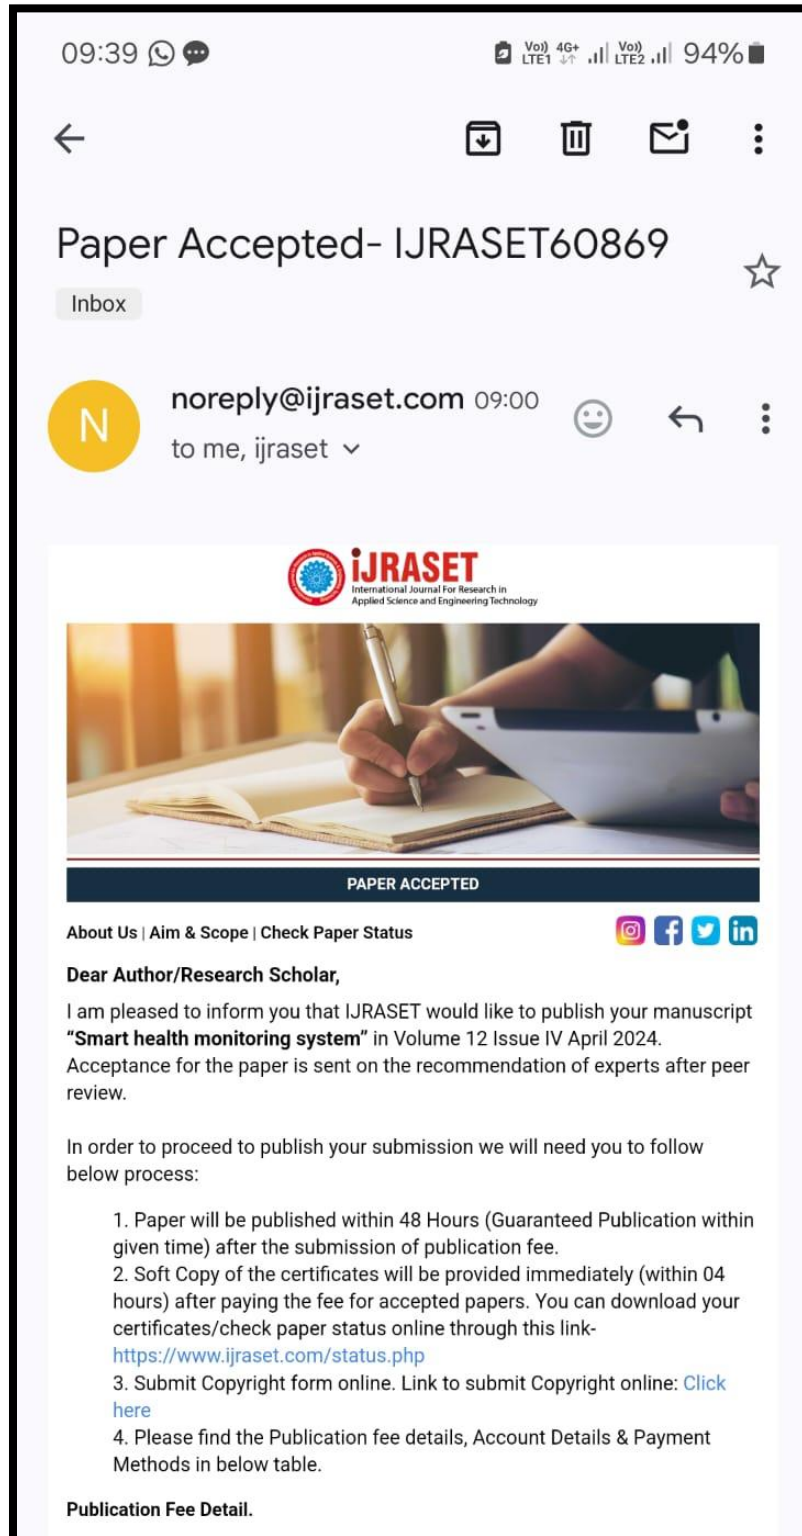 09:39 Vo)) LTE1 4G+ Vo)) LTE2 94%
Paper Accepted- IJRASET60869
Inbox
N
noreply@ijraset.com 09:00
to me, ijraset
iJRASET
International Journal For Research in
Applied Science and Engineering Technology
PAPER ACCEPTED
About Us | Aim & Scope | Check Paper Status
Dear Author/Research Scholar,
I am pleased to inform you that IJRASET would like to publish your manuscript
“Smart health monitoring system” in Volume 12 Issue IV April 2024.
Acceptance for the paper is sent on the recommendation of experts after peer
review.
In order to proceed to publish your submission we will need you to follow
below process:
1. Paper will be published within 48 Hours (Guaranteed Publication within
given time) after the submission of publication fee.
2. Soft Copy of the certificates will be provided immediately (within 04
hours) after paying the fee for accepted papers. You can download your
certificates/check paper status online through this link-
https://www.ijraset.com/status.php
3. Submit Copyright form online. Link to submit Copyright online: Click
here
4. Please find the Publication fee details, Account Details & Payment
Methods in below table.
Publication Fee Detail.